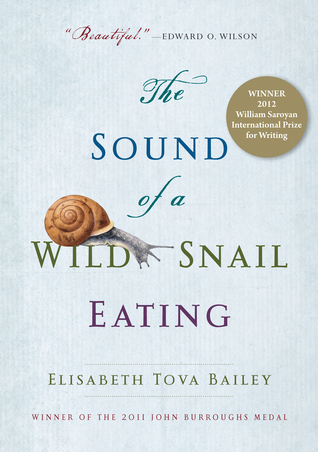 “Beautiful.” —EDWARD O. WILSON
The
SOUND
of a
WILD SNAIL
EATING
WINNER
2012
William Saroyan
International Prize
for Writing
ELISABETH TOVA BAILEY
WINNER OF THE 2011 JOHN BURROUGHS MEDAL